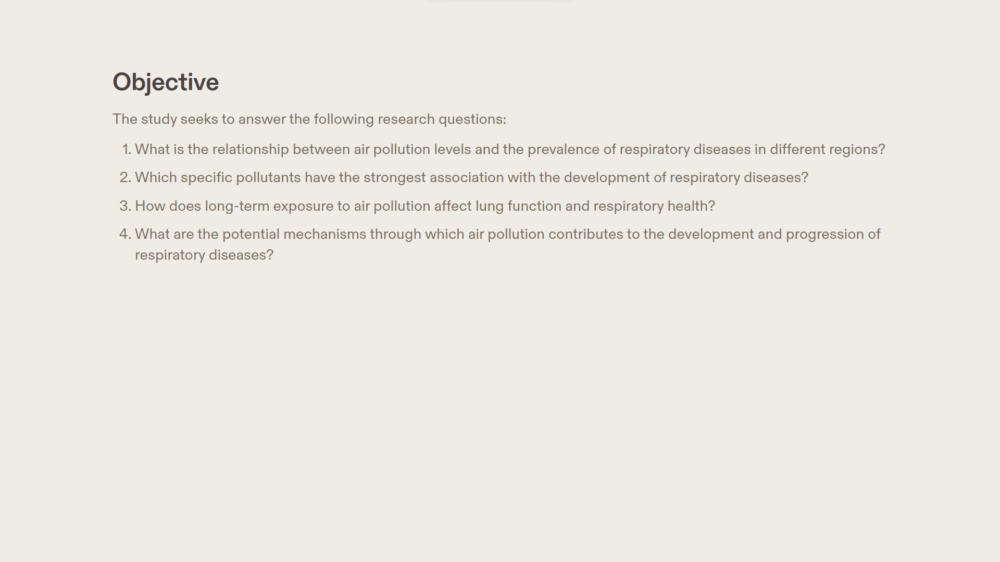 Objective
The study seeks to answer the following research questions:
1. What is the relationship between air pollution levels and the prevalence of respiratory diseases in different regions?
2. Which specific pollutants have the strongest association with the development of respiratory diseases?
3. How does long-term exposure to air pollution affect lung function and respiratory health?
4. What are the potential mechanisms through which air pollution contributes to the development and progression of
respiratory diseases?